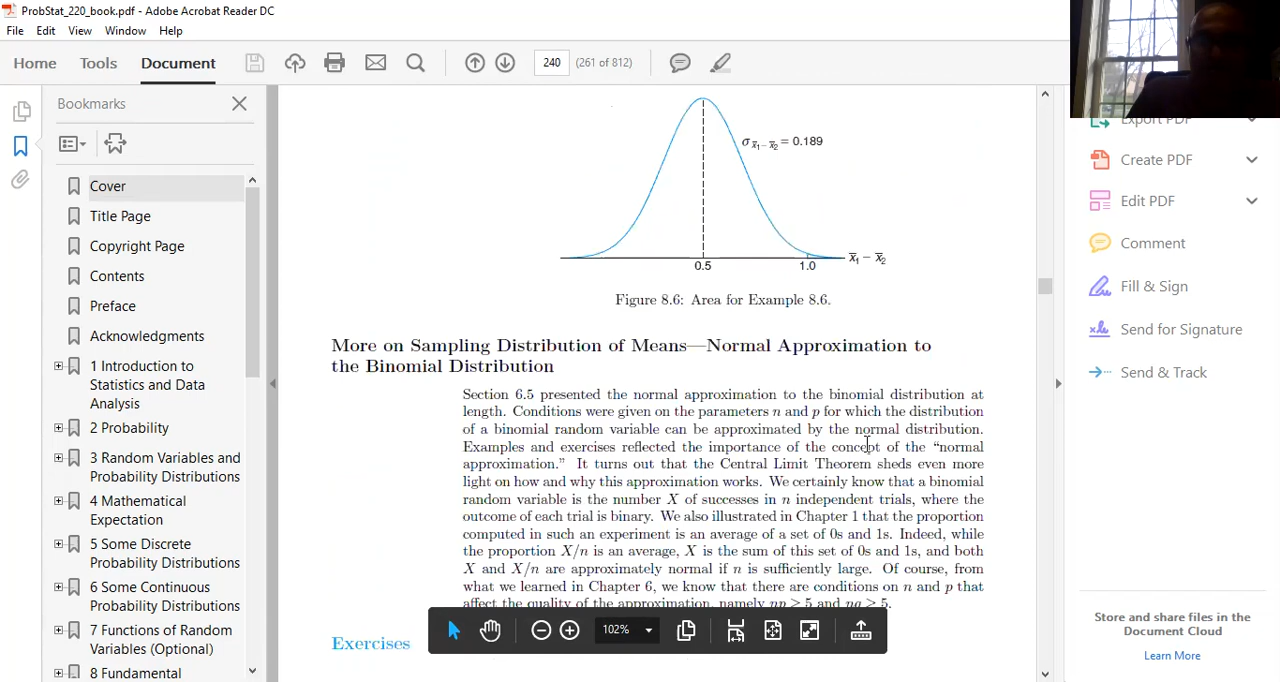 ProbStat_220_book.pdf - Adobe Acrobat Reader DC
File Edit View Window Help
Home Tools Document 240 (261 of 812)
Bookmarks
Cover
Title Page
Copyright Page
Contents
Preface
Acknowledgments
1 Introduction to
Statistics and Data
Analysis
2 Probability
3 Random Variables and
Probability Distributions
4 Mathematical
Expectation
5 Some Discrete
Probability Distributions
6 Some Continuous
Probability Distributions
7 Functions of Random
Variables (Optional)
8 Fundamental
σ x̄₁ − x̄₂ = 0.189
0.5 1.0 x̄₁ − x̄₂
Figure 8.6: Area for Example 8.6.
More on Sampling Distribution of Means—Normal Approximation to
the Binomial Distribution
Section 6.5 presented the normal approximation to the binomial distribution at
length. Conditions were given on the parameters n and p for which the distribution
of a binomial random variable can be approximated by the normal distribution.
Examples and exercises reflected the importance of the concept of the “normal
approximation.” It turns out that the Central Limit Theorem sheds even more
light on how and why this approximation works. We certainly know that a binomial
random variable is the number X of successes in n independent trials, where the
outcome of each trial is binary. We also illustrated in Chapter 1 that the proportion
computed in such an experiment is an average of a set of 0s and 1s. Indeed, while
the proportion X/n is an average, X is the sum of this set of 0s and 1s, and both
X and X/n are approximately normal if n is sufficiently large. Of course, from
what we learned in Chapter 6, we know that there are conditions on n and p that
affect the quality of the approximation, namely np ≥ 5 and nq ≥ 5.
Exercises
102%
Export PDF
Create PDF
Edit PDF
Comment
Fill & Sign
Send for Signature
Send & Track
Store and share files in the
Document Cloud
Learn More